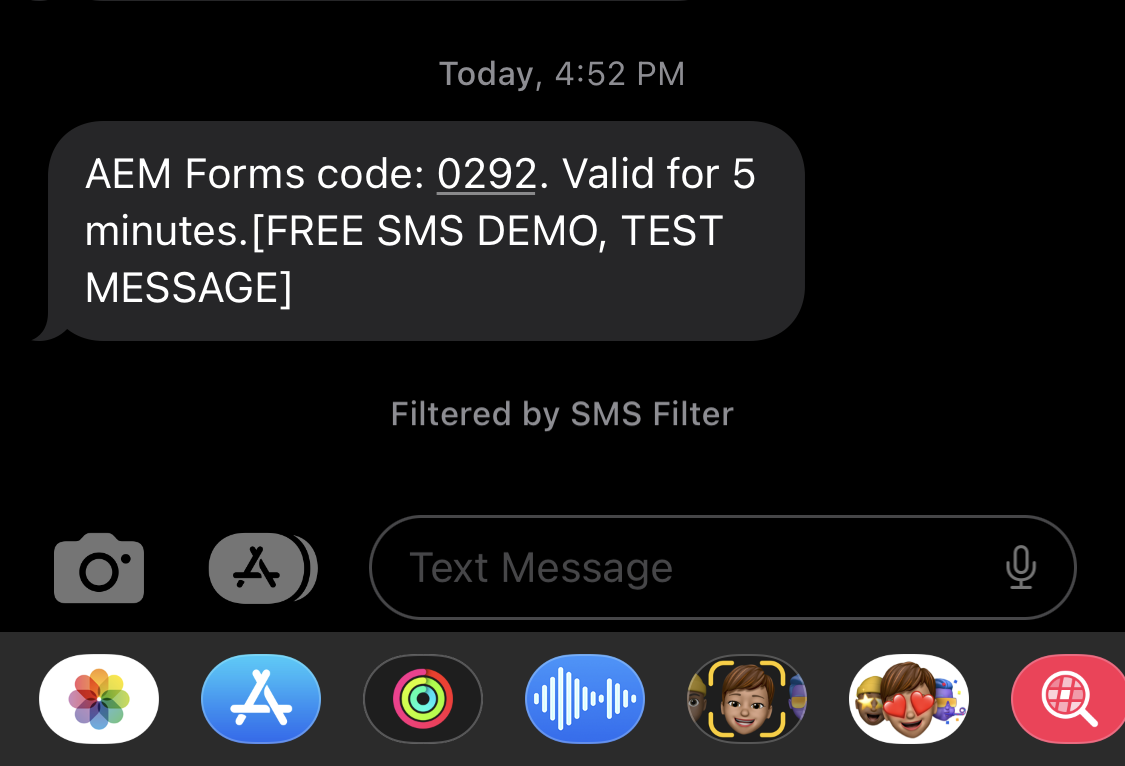 Today, 4:52 PM
AEM Forms code: 0292. Valid for 5
minutes.[FREE SMS DEMO, TEST
MESSAGE]
Filtered by SMS Filter
Text Message